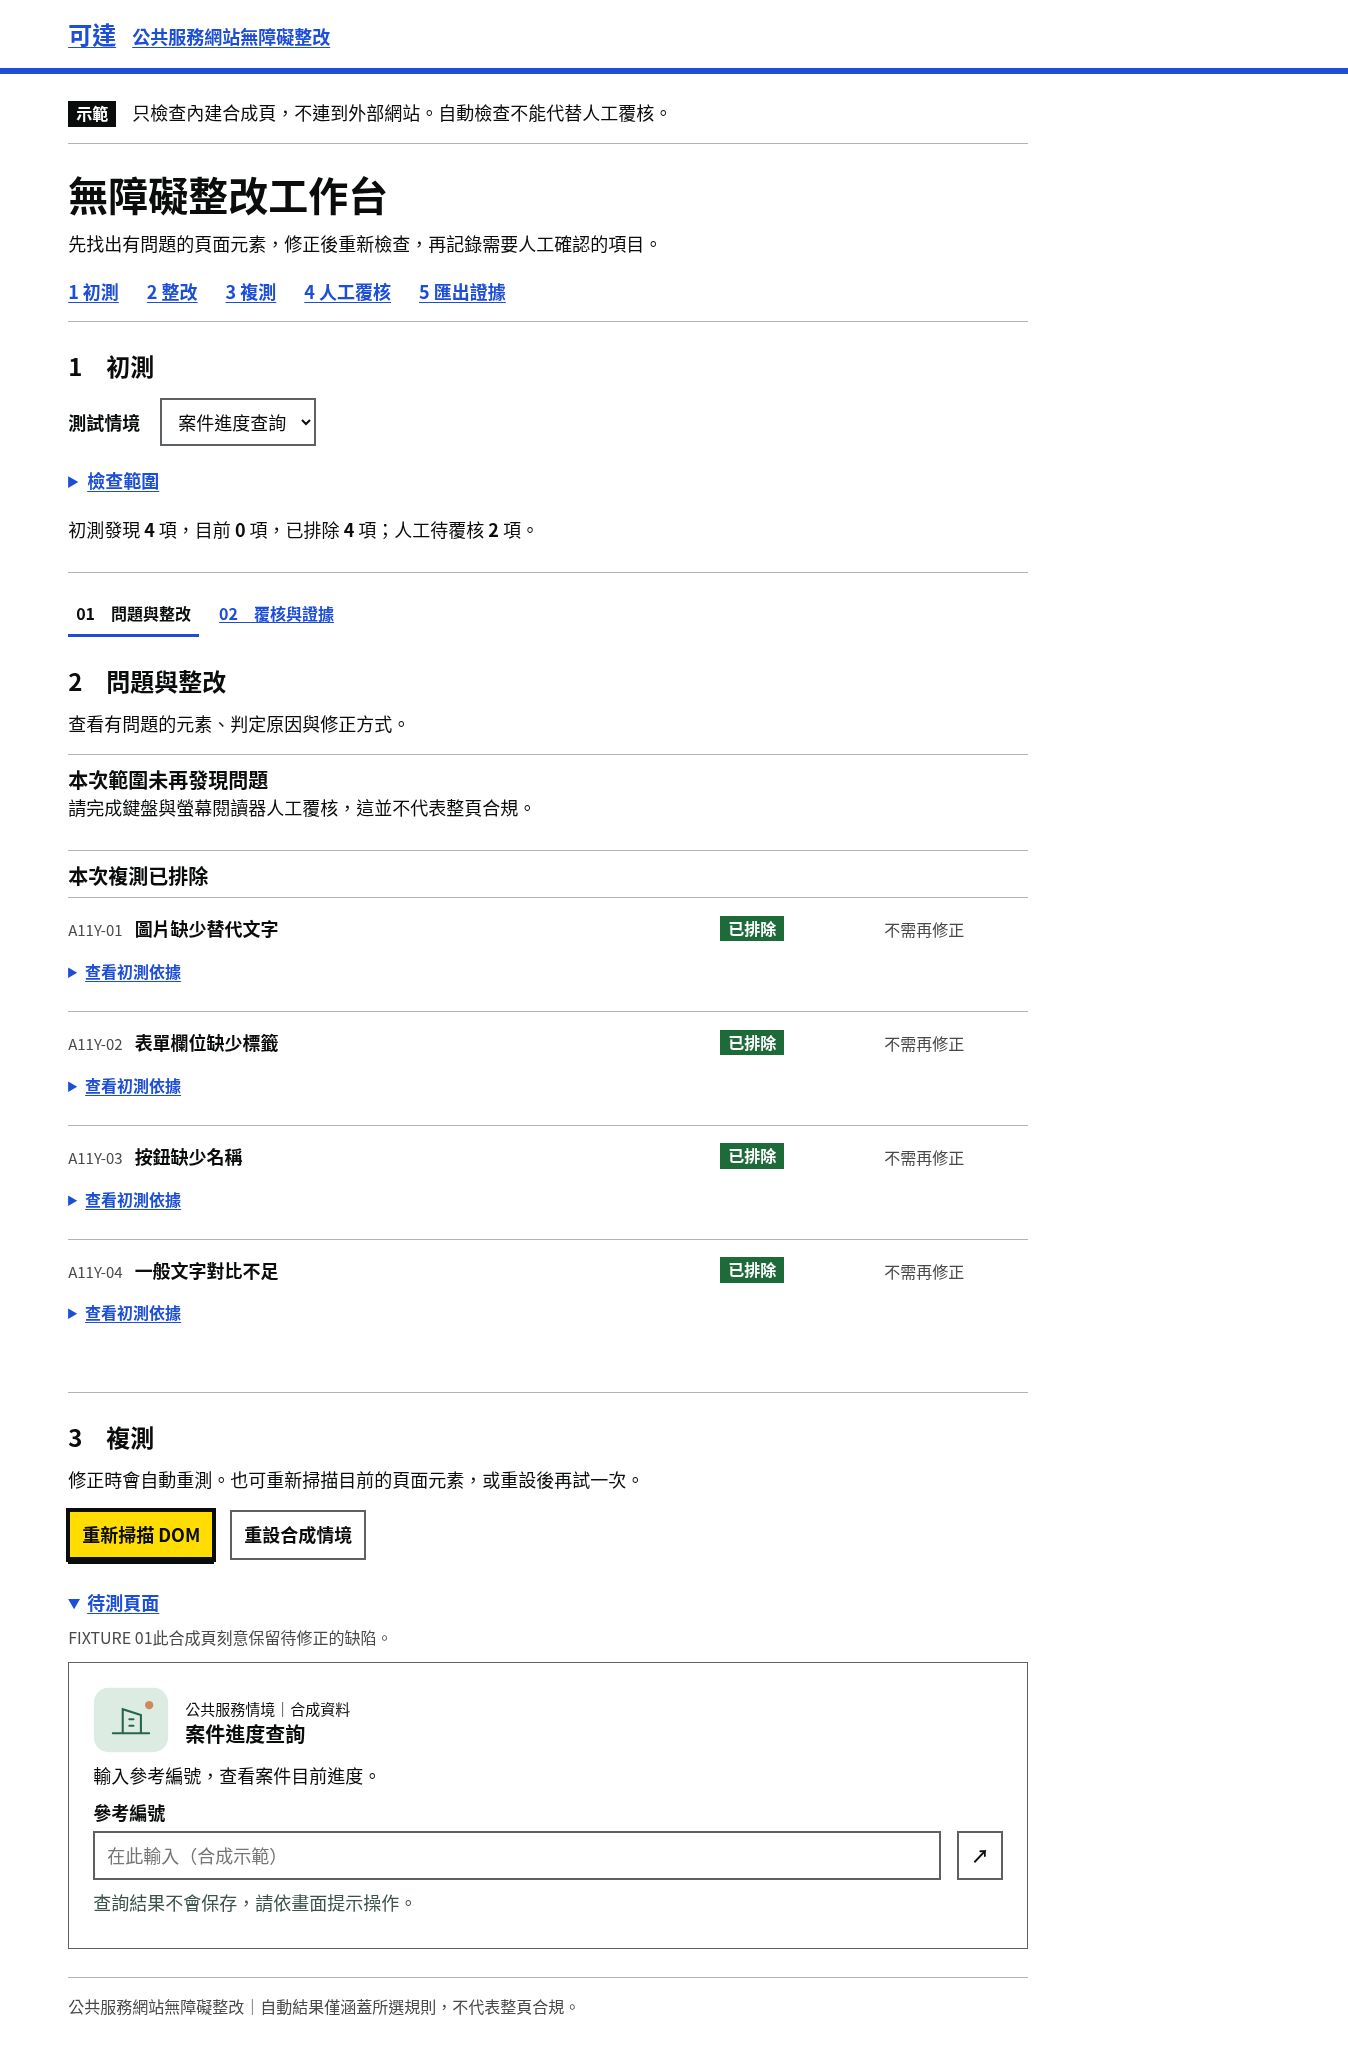 可達 公共服務網站無障礙整改
示範 只檢查內建合成頁，不連到外部網站。自動檢查不能代替人工覆核。
無障礙整改工作台
先找出有問題的頁面元素，修正後重新檢查，再記錄需要人工確認的項目。
1 初測 2 整改 3 複測 4 人工覆核 5 匯出證據
1 初測
測試情境 案件進度查詢
檢查範圍
初測發現 4 項，目前 0 項，已排除 4 項；人工待覆核 2 項。
01 問題與整改 02 覆核與證據
2 問題與整改
查看有問題的元素、判定原因與修正方式。
本次範圍未再發現問題
請完成鍵盤與螢幕閱讀器人工覆核，這並不代表整頁合規。
本次複測已排除
A11Y-01 圖片缺少替代文字 已排除 不需再修正
查看初測依據
A11Y-02 表單欄位缺少標籤 已排除 不需再修正
查看初測依據
A11Y-03 按鈕缺少名稱 已排除 不需再修正
查看初測依據
A11Y-04 一般文字對比不足 已排除 不需再修正
查看初測依據
3 複測
修正時會自動重測。也可重新掃描目前的頁面元素，或重設後再試一次。
重新掃描 DOM 重設合成情境
待測頁面
FIXTURE 01此合成頁刻意保留待修正的缺陷。
公共服務情境｜合成資料
案件進度查詢
輸入參考編號，查看案件目前進度。
參考編號
在此輸入（合成示範） ↗
查詢結果不會保存，請依畫面提示操作。
公共服務網站無障礙整改｜自動結果僅涵蓋所選規則，不代表整頁合規。